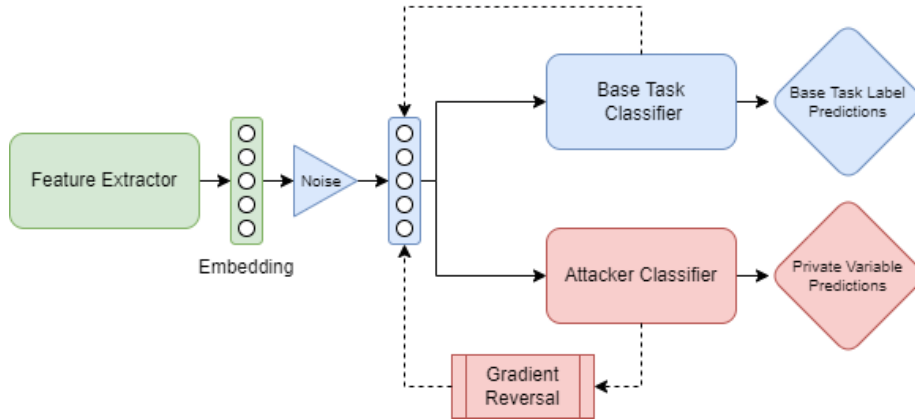 Feature Extractor
Embedding
Noise
Base Task
Classifier
Base Task Label
Predictions
Attacker Classifier
Private Variable
Predictions
Gradient
Reversal